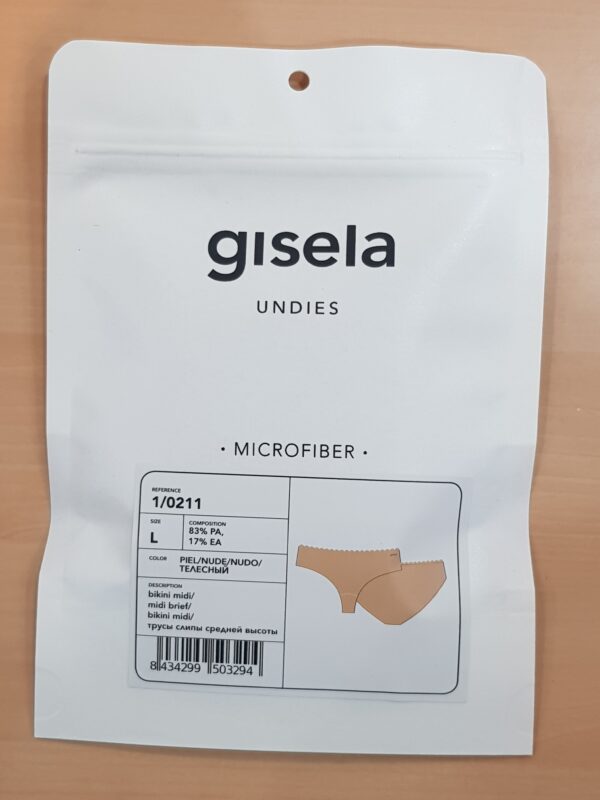 gisela
UNDIES
· MICROFIBER ·
REFERENCE
1/0211
SIZE
L
COMPOSITION
83% PA,
17% EA
COLOR
PIEL/NUDE/NUDO/
ТЕЛЕСНЫЙ
DESCRIPTION
bikini midi/
midi brief/
bikini midi/
трусы слипы средней высоты
8 434299 503294